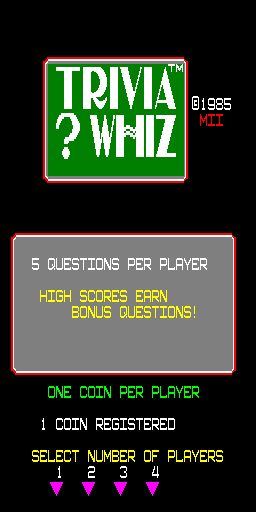 TRIVIA™
? WHIZ
©1985
MII
5 QUESTIONS PER PLAYER
HIGH SCORES EARN
BONUS QUESTIONS!
ONE COIN PER PLAYER
1 COIN REGISTERED
SELECT NUMBER OF PLAYERS
1 2 3 4